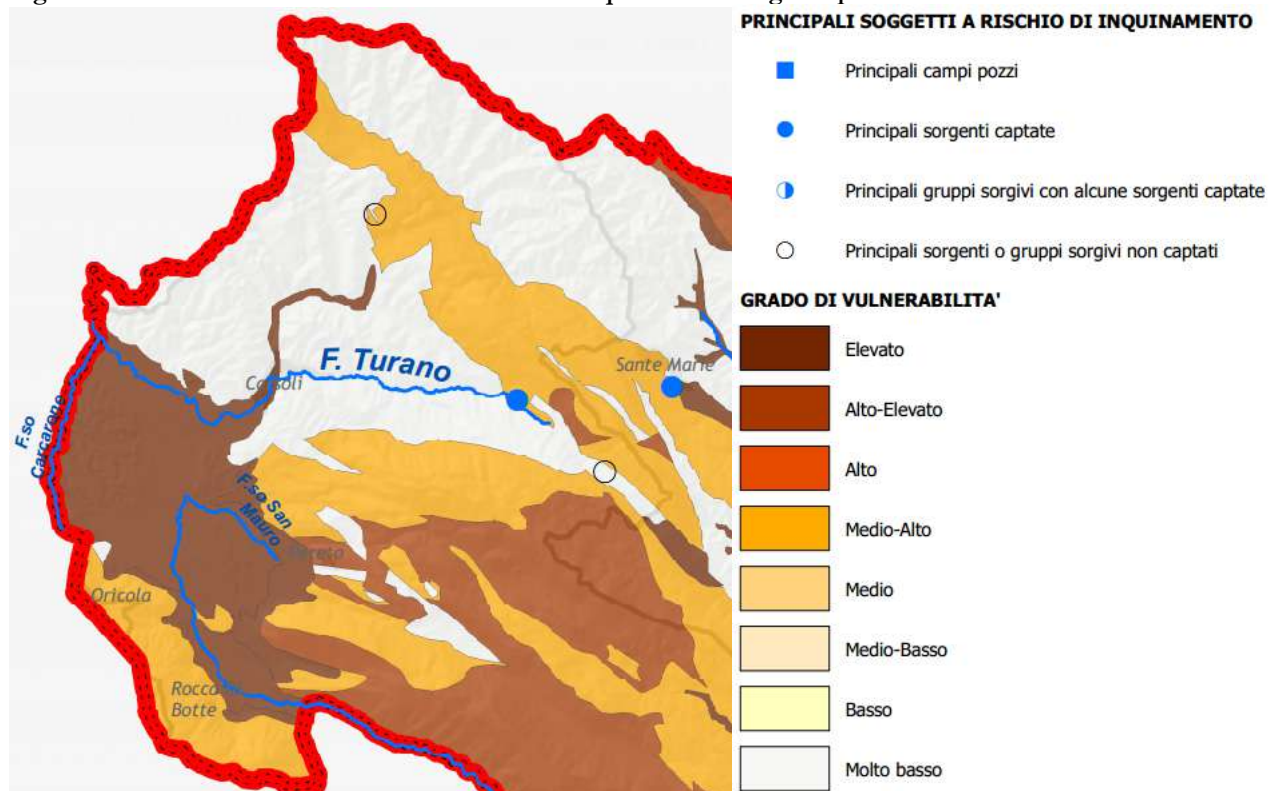 PRINCIPALI SOGGETTI A RISCHIO DI INQUINAMENTO
Principali campi pozzi
Principali sorgenti captate
Principali gruppi sorgivi con alcune sorgenti captate
Principali sorgenti o gruppi sorgivi non captati
GRADO DI VULNERABILITA'
Elevato
Alto-Elevato
Alto
Medio-Alto
Medio
Medio-Basso
Basso
Molto basso
Sante Marie
F. Turano
Carsoli
F.so
Carcarone
F.so San
Mauro
Pereto
Oricola
Rocca di
Botte